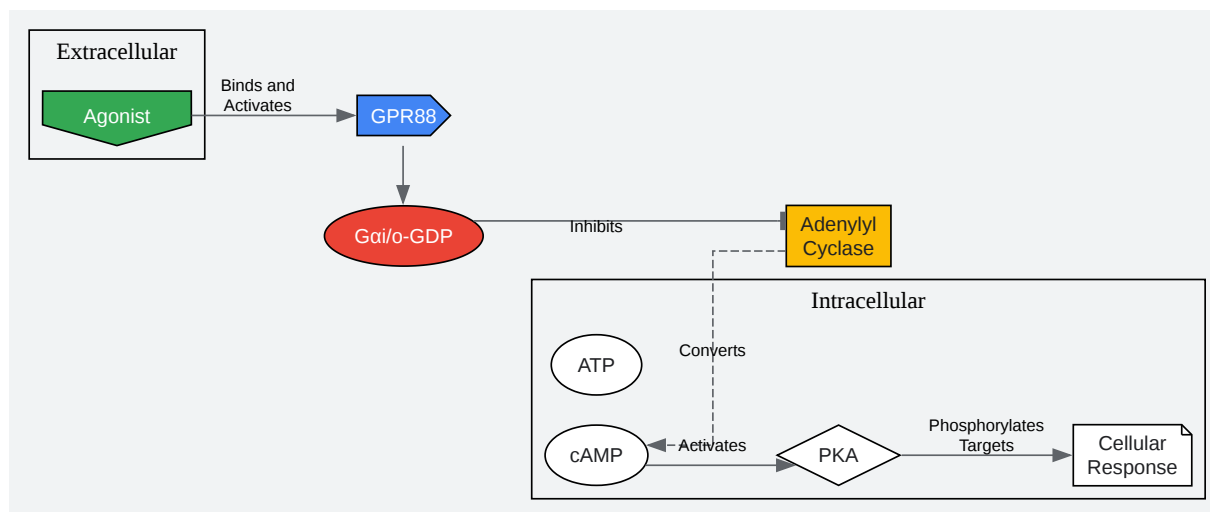 Extracellular
Agonist
Binds and
Activates
GPR88
Gαi/o-GDP
Inhibits
Adenylyl
Cyclase
Intracellular
ATP
Converts
cAMP
Activates
PKA
Phosphorylates
Targets
Cellular
Response